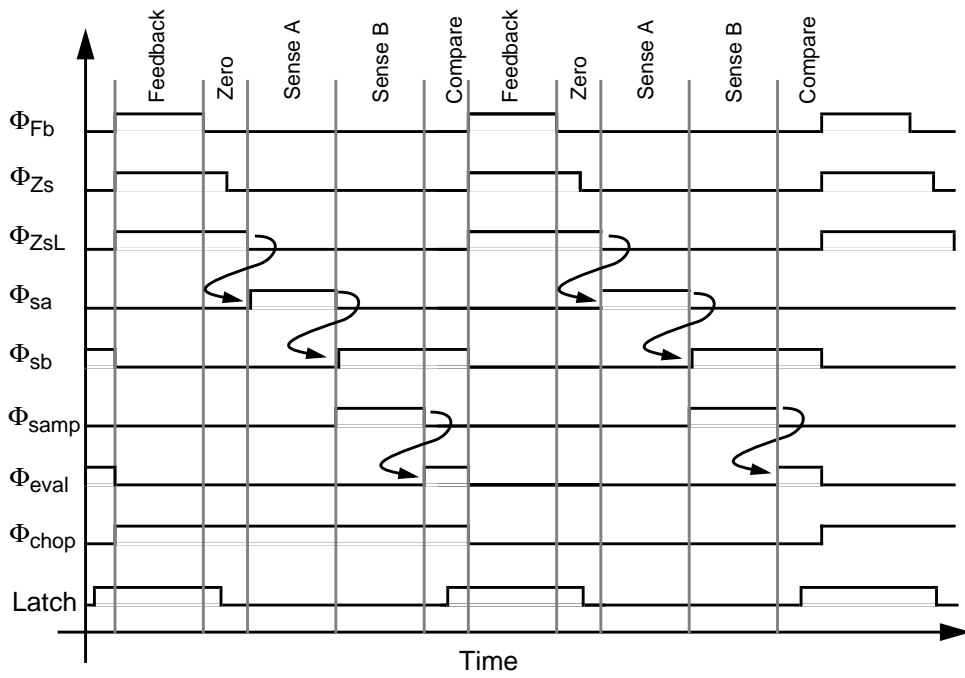 Feedback
Zero
Sense A
Sense B
Compare
Feedback
Zero
Sense A
Sense B
Compare
ΦFb
ΦZs
ΦZsL
Φsa
Φsb
Φsamp
Φeval
Φchop
Latch
Time